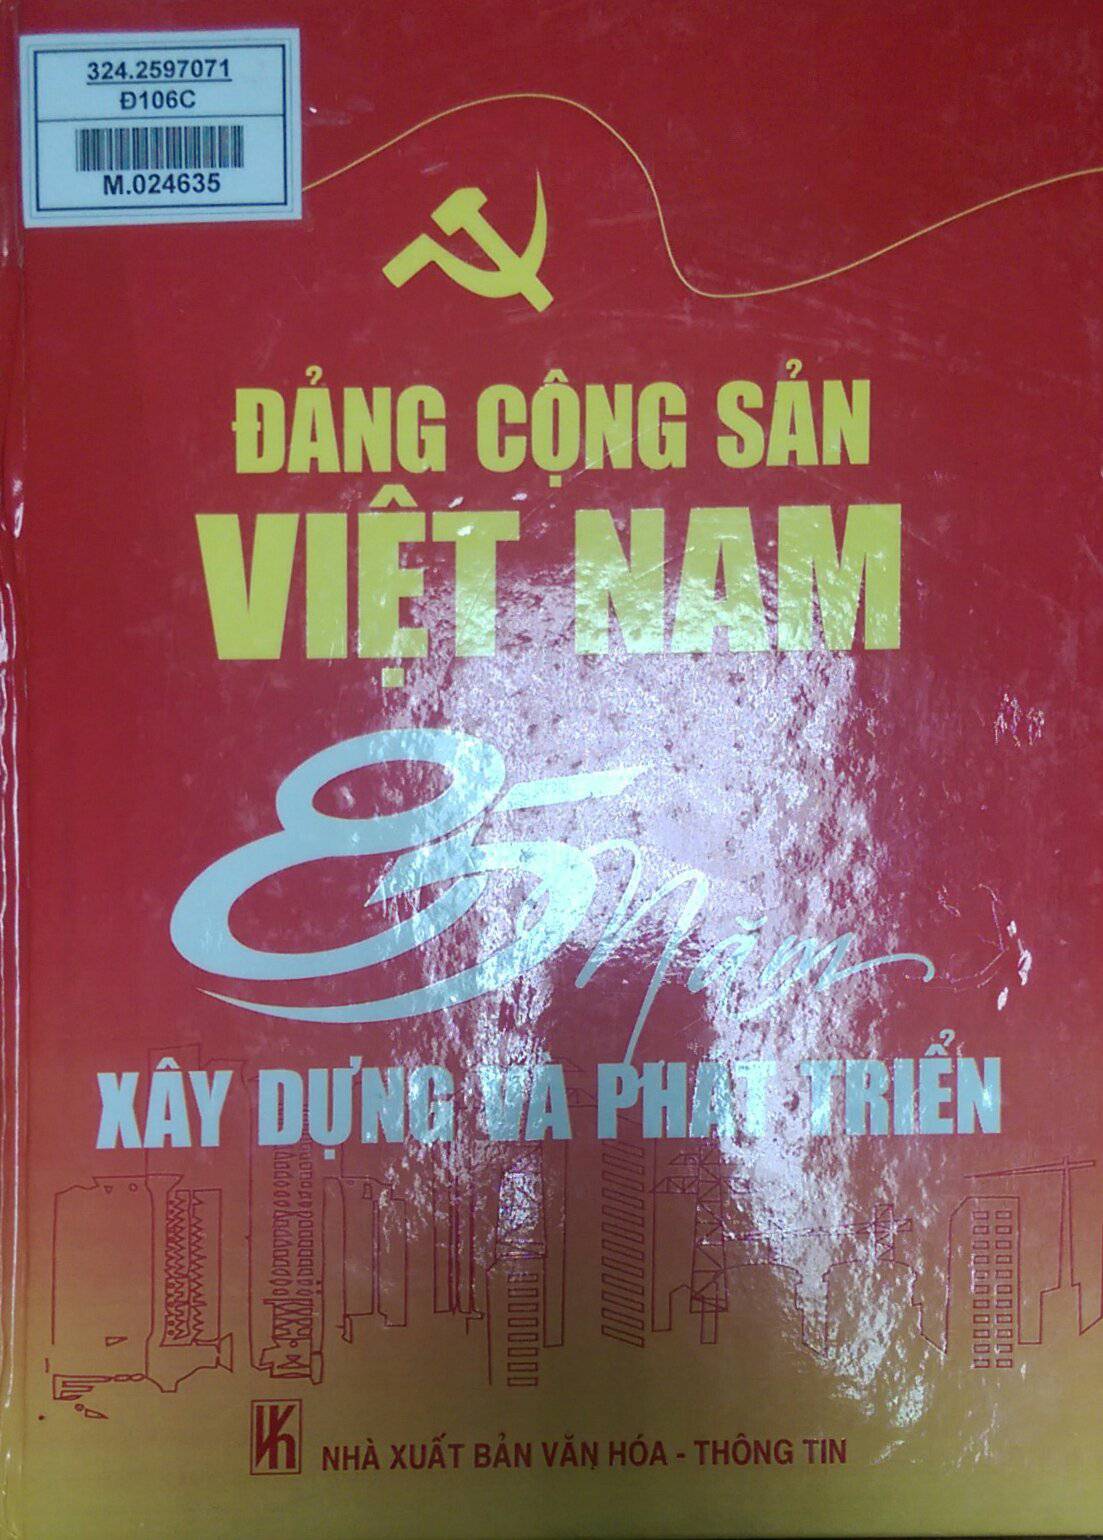 324.2597071
Đ106C
M.024635
ĐẢNG CỘNG SẢN
VIỆT NAM
85 Năm
XÂY DỰNG VÀ PHÁT TRIỂN
NHÀ XUẤT BẢN VĂN HÓA - THÔNG TIN